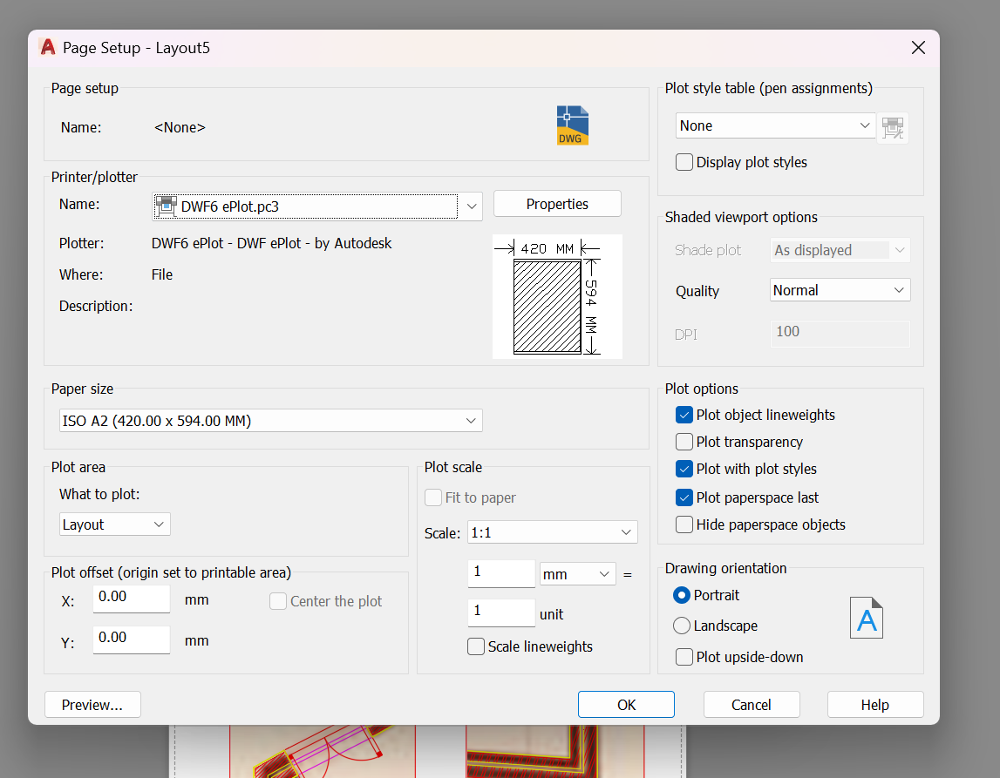 Page Setup - Layout5
Page setup
Name: <None>
DWG
Printer/plotter
Name: DWF6 ePlot.pc3
Properties
Plotter: DWF6 ePlot - DWF ePlot - by Autodesk
Where: File
Description:
420 MM
594 MM
Paper size
ISO A2 (420.00 x 594.00 MM)
Plot area
What to plot:
Layout
Plot offset (origin set to printable area)
X: 0.00 mm
Center the plot
Y: 0.00 mm
Plot scale
Fit to paper
Scale: 1:1
1 mm =
1 unit
Scale lineweights
Plot style table (pen assignments)
None
Display plot styles
Shaded viewport options
Shade plot As displayed
Quality Normal
DPI 100
Plot options
Plot object lineweights
Plot transparency
Plot with plot styles
Plot paperspace last
Hide paperspace objects
Drawing orientation
Portrait
Landscape
A
Plot upside-down
Preview... OK Cancel Help